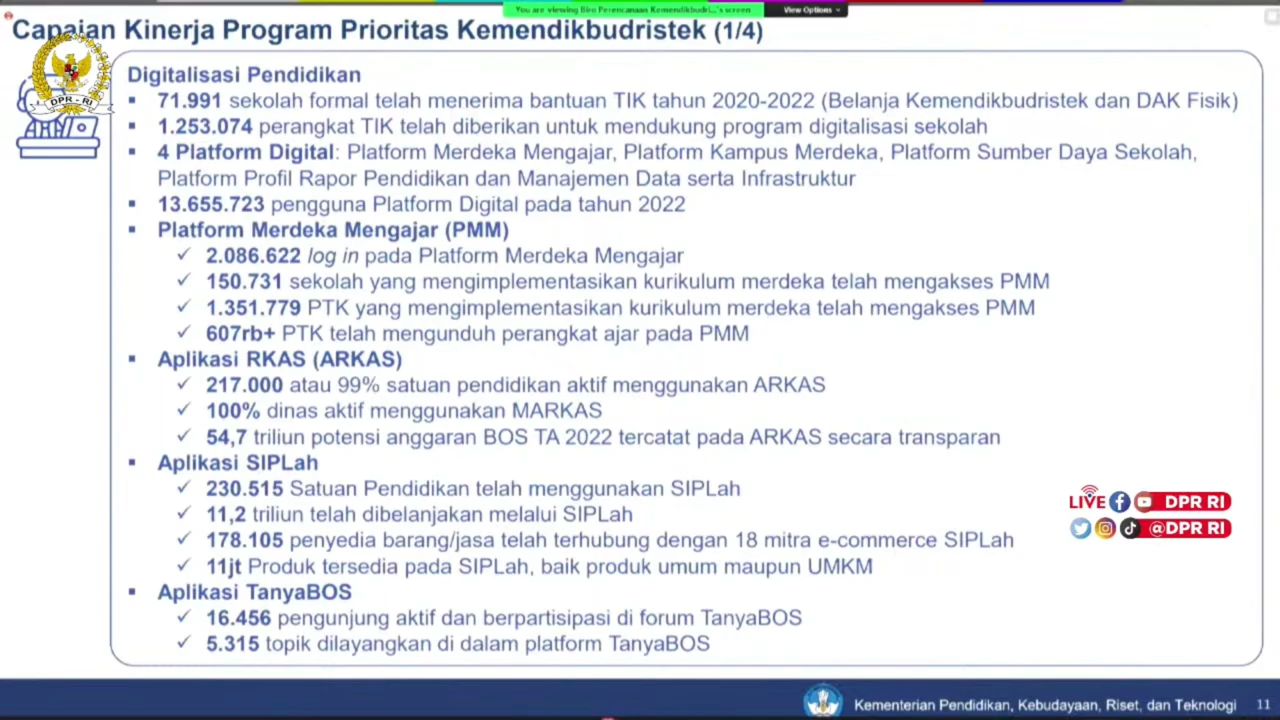 You are viewing Biro Perencanaan Kemendikbudri...'s screen
View Options
Capaian Kinerja Program Prioritas Kemendikbudristek (1/4)
DPR - RI
Digitalisasi Pendidikan
▪ 71.991 sekolah formal telah menerima bantuan TIK tahun 2020-2022 (Belanja Kemendikbudristek dan DAK Fisik)
▪ 1.253.074 perangkat TIK telah diberikan untuk mendukung program digitalisasi sekolah
▪ 4 Platform Digital: Platform Merdeka Mengajar, Platform Kampus Merdeka, Platform Sumber Daya Sekolah,
Platform Profil Rapor Pendidikan dan Manajemen Data serta Infrastruktur
▪ 13.655.723 pengguna Platform Digital pada tahun 2022
▪ Platform Merdeka Mengajar (PMM)
✓ 2.086.622 log in pada Platform Merdeka Mengajar
✓ 150.731 sekolah yang mengimplementasikan kurikulum merdeka telah mengakses PMM
✓ 1.351.779 PTK yang mengimplementasikan kurikulum merdeka telah mengakses PMM
✓ 607rb+ PTK telah mengunduh perangkat ajar pada PMM
▪ Aplikasi RKAS (ARKAS)
✓ 217.000 atau 99% satuan pendidikan aktif menggunakan ARKAS
✓ 100% dinas aktif menggunakan MARKAS
✓ 54,7 triliun potensi anggaran BOS TA 2022 tercatat pada ARKAS secara transparan
▪ Aplikasi SIPLah
✓ 230.515 Satuan Pendidikan telah menggunakan SIPLah
✓ 11,2 triliun telah dibelanjakan melalui SIPLah
✓ 178.105 penyedia barang/jasa telah terhubung dengan 18 mitra e-commerce SIPLah
✓ 11jt Produk tersedia pada SIPLah, baik produk umum maupun UMKM
▪ Aplikasi TanyaBOS
✓ 16.456 pengunjung aktif dan berpartisipasi di forum TanyaBOS
✓ 5.315 topik dilayangkan di dalam platform TanyaBOS
LIVE DPR RI
@DPR RI
Kementerian Pendidikan, Kebudayaan, Riset, dan Teknologi 11